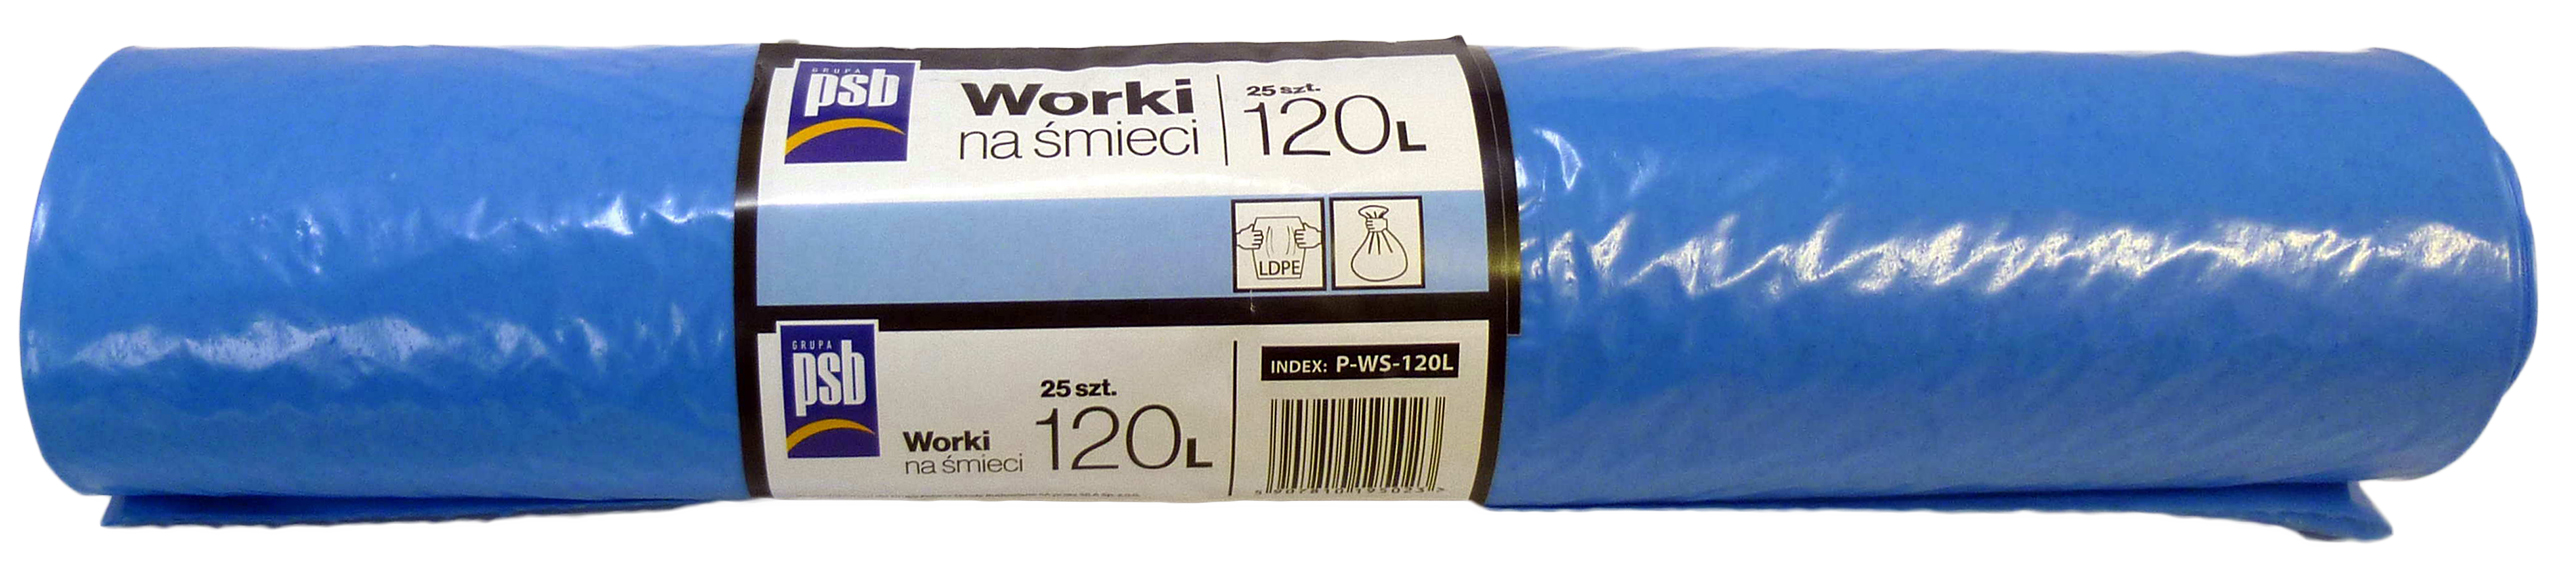 GRUPA
psb
Worki
na śmieci
25 szt.
120L
LDPE
GRUPA
psb
Worki
na śmieci
25 szt.
120L
INDEX: P-WS-120L